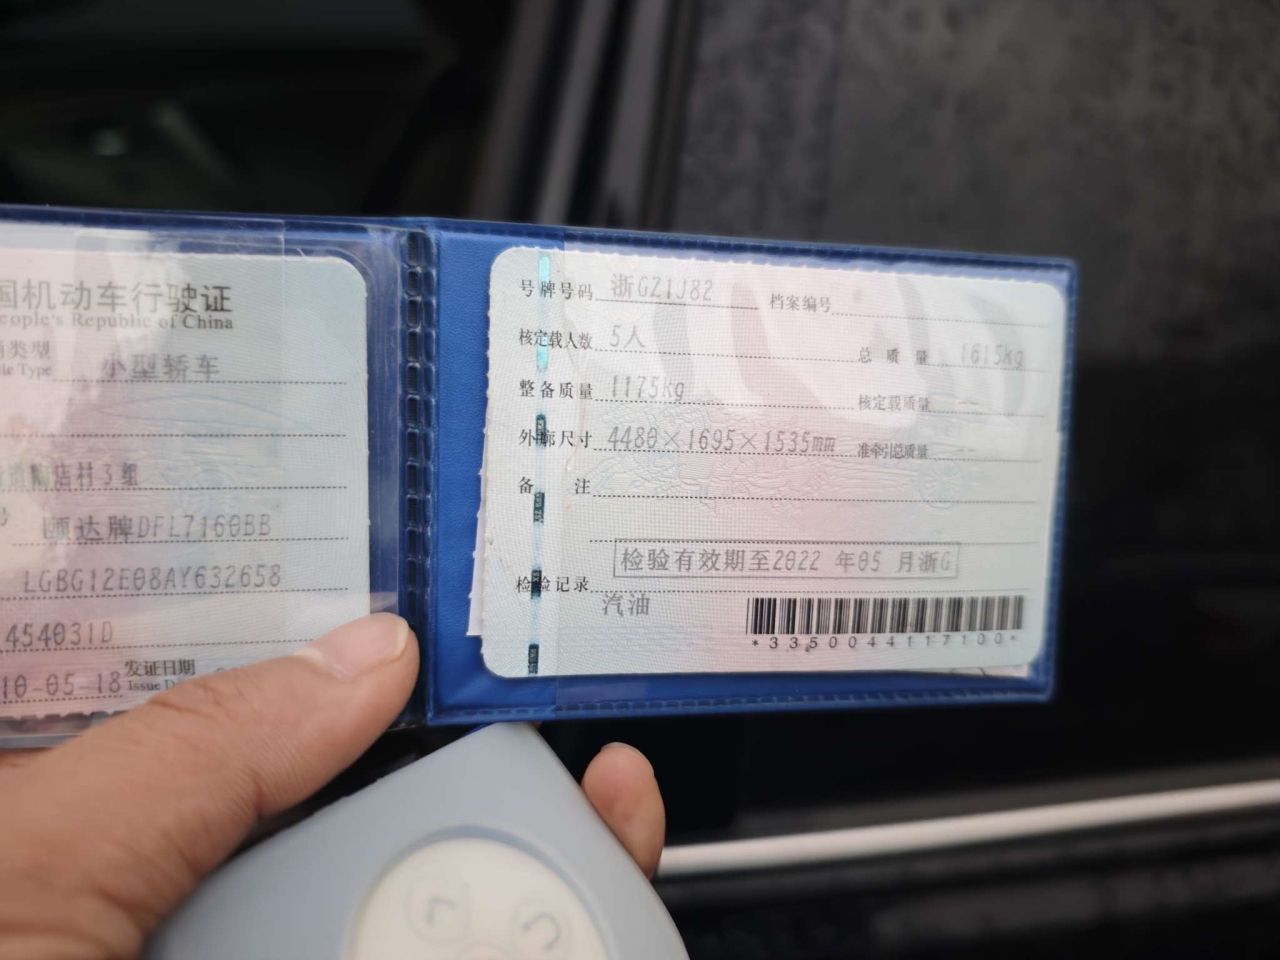 国机动车行驶证
People's Republic of China
类型
Type
小型轿车
店村3组
颐达牌DFL7160BB
LGBG12E08AY632658
454031D
10-05-18
发证日期
Issue
号牌号码 浙GZ1J82 档案编号
核定载人数 5人 总质量 1615kg
整备质量 1175kg 核定载质量 --
外廓尺寸 4480×1695×1535mm 准牵引总质量 --
备注
检验有效期至2022 年05 月浙G
检验记录
汽油
*3350044117100*